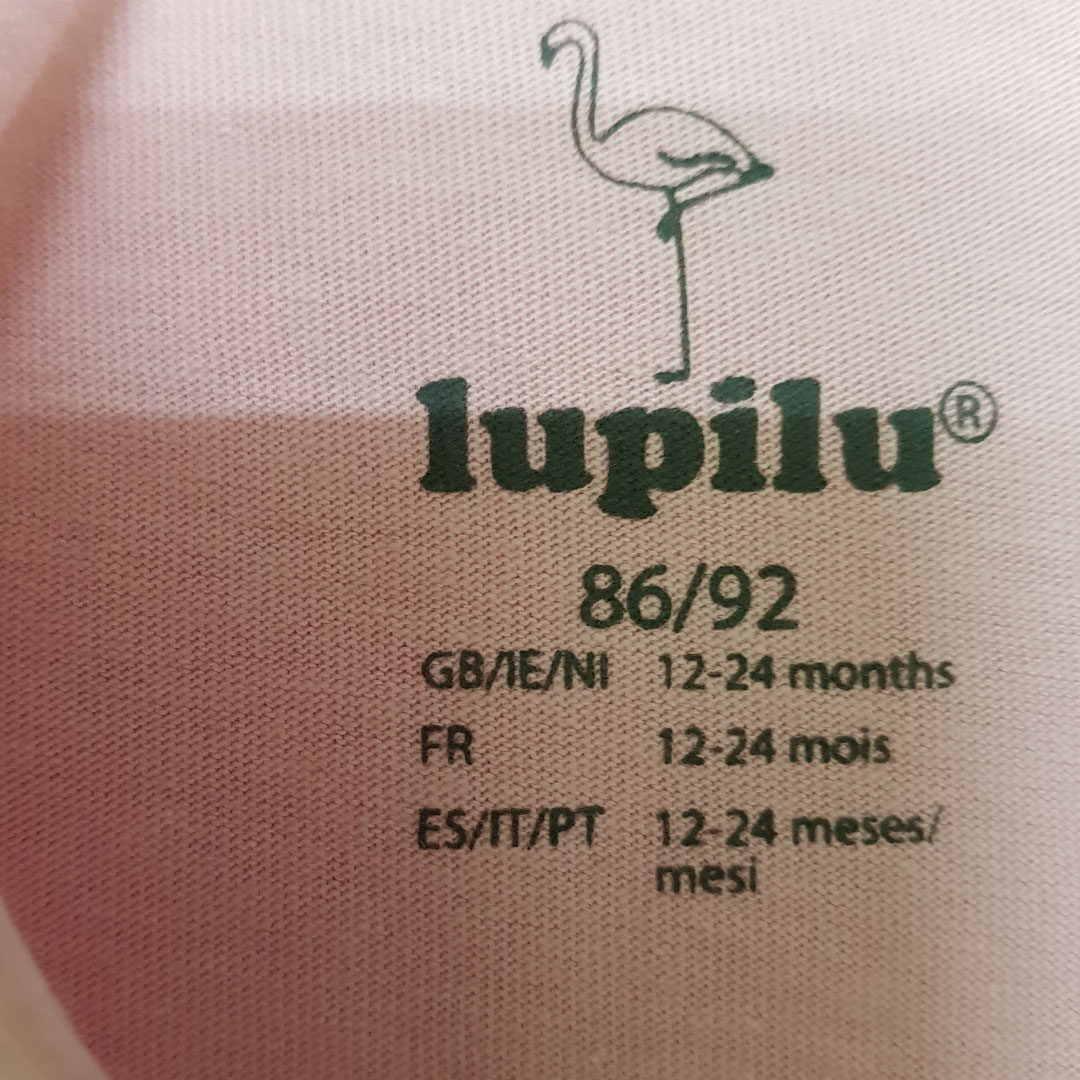 lupilu®
86/92
GB/IE/NI 12-24 months
FR 12-24 mois
ES/IT/PT 12-24 meses/
mesi